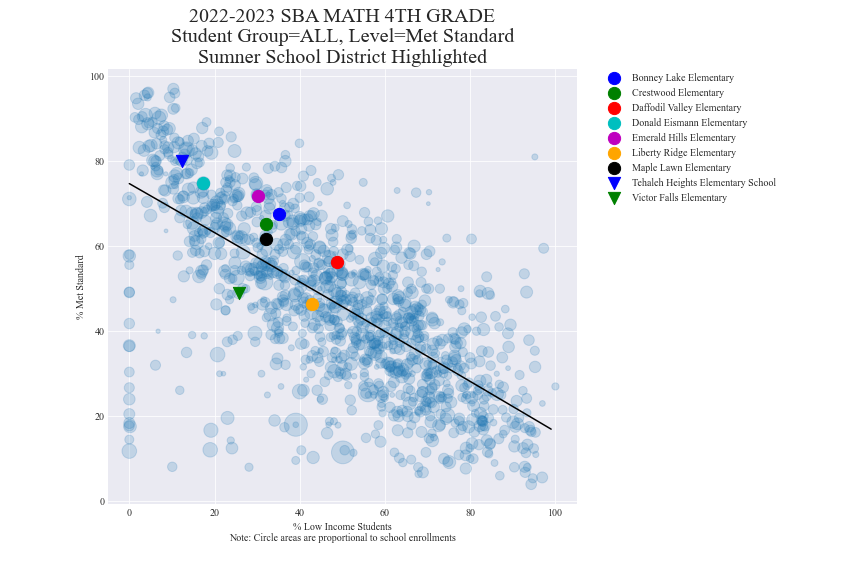 2022-2023 SBA MATH 4TH GRADE
Student Group=ALL, Level=Met Standard
Sumner School District Highlighted
100
80
60
40
20
0
% Met Standard
0 20 40 60 80 100
% Low Income Students
Note: Circle areas are proportional to school enrollments
Bonney Lake Elementary
Crestwood Elementary
Daffodil Valley Elementary
Donald Eismann Elementary
Emerald Hills Elementary
Liberty Ridge Elementary
Maple Lawn Elementary
Tehaleh Heights Elementary School
Victor Falls Elementary